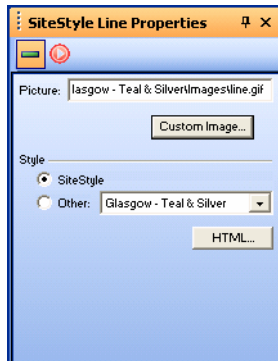 SiteStyle Line Properties
Picture: lasgow - Teal & Silver\Images\line.gif
Custom Image...
Style
SiteStyle
Other: Glasgow - Teal & Silver
HTML...